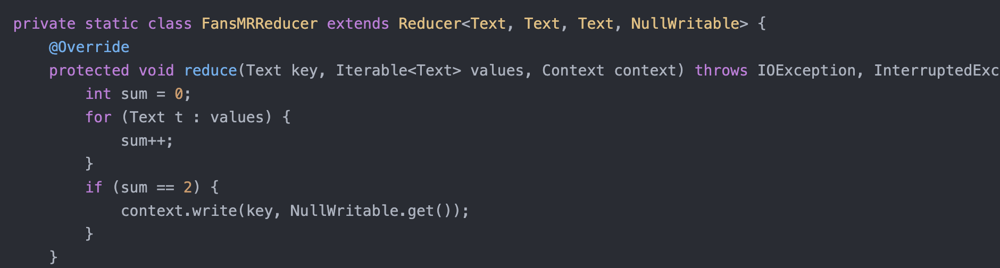 private static class FansMRReducer extends Reducer<Text, Text, Text, NullWritable> {
    @Override
    protected void reduce(Text key, Iterable<Text> values, Context context) throws IOException, InterruptedExc
        int sum = 0;
        for (Text t : values) {
            sum++;
        }
        if (sum == 2) {
            context.write(key, NullWritable.get());
        }
    }